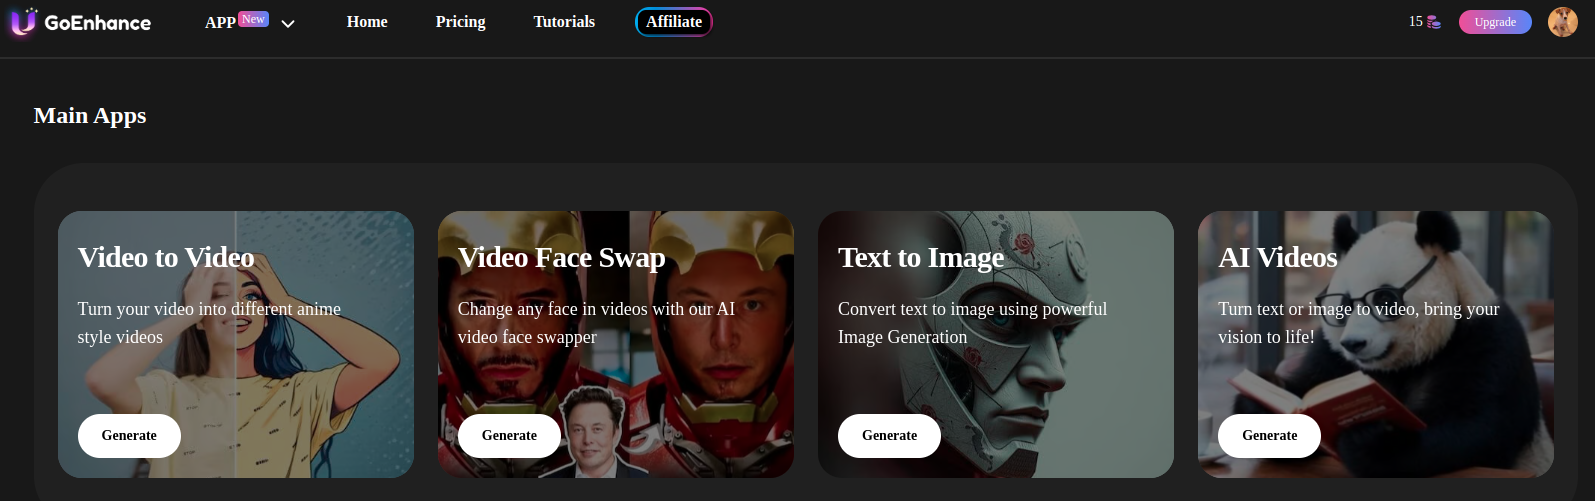 GoEnhance
APP New
Home
Pricing
Tutorials
Affiliate
15
Upgrade
Main Apps
Video to Video
Turn your video into different anime
style videos
Generate
Video Face Swap
Change any face in videos with our AI
video face swapper
Generate
Text to Image
Convert text to image using powerful
Image Generation
Generate
AI Videos
Turn text or image to video, bring your
vision to life!
Generate